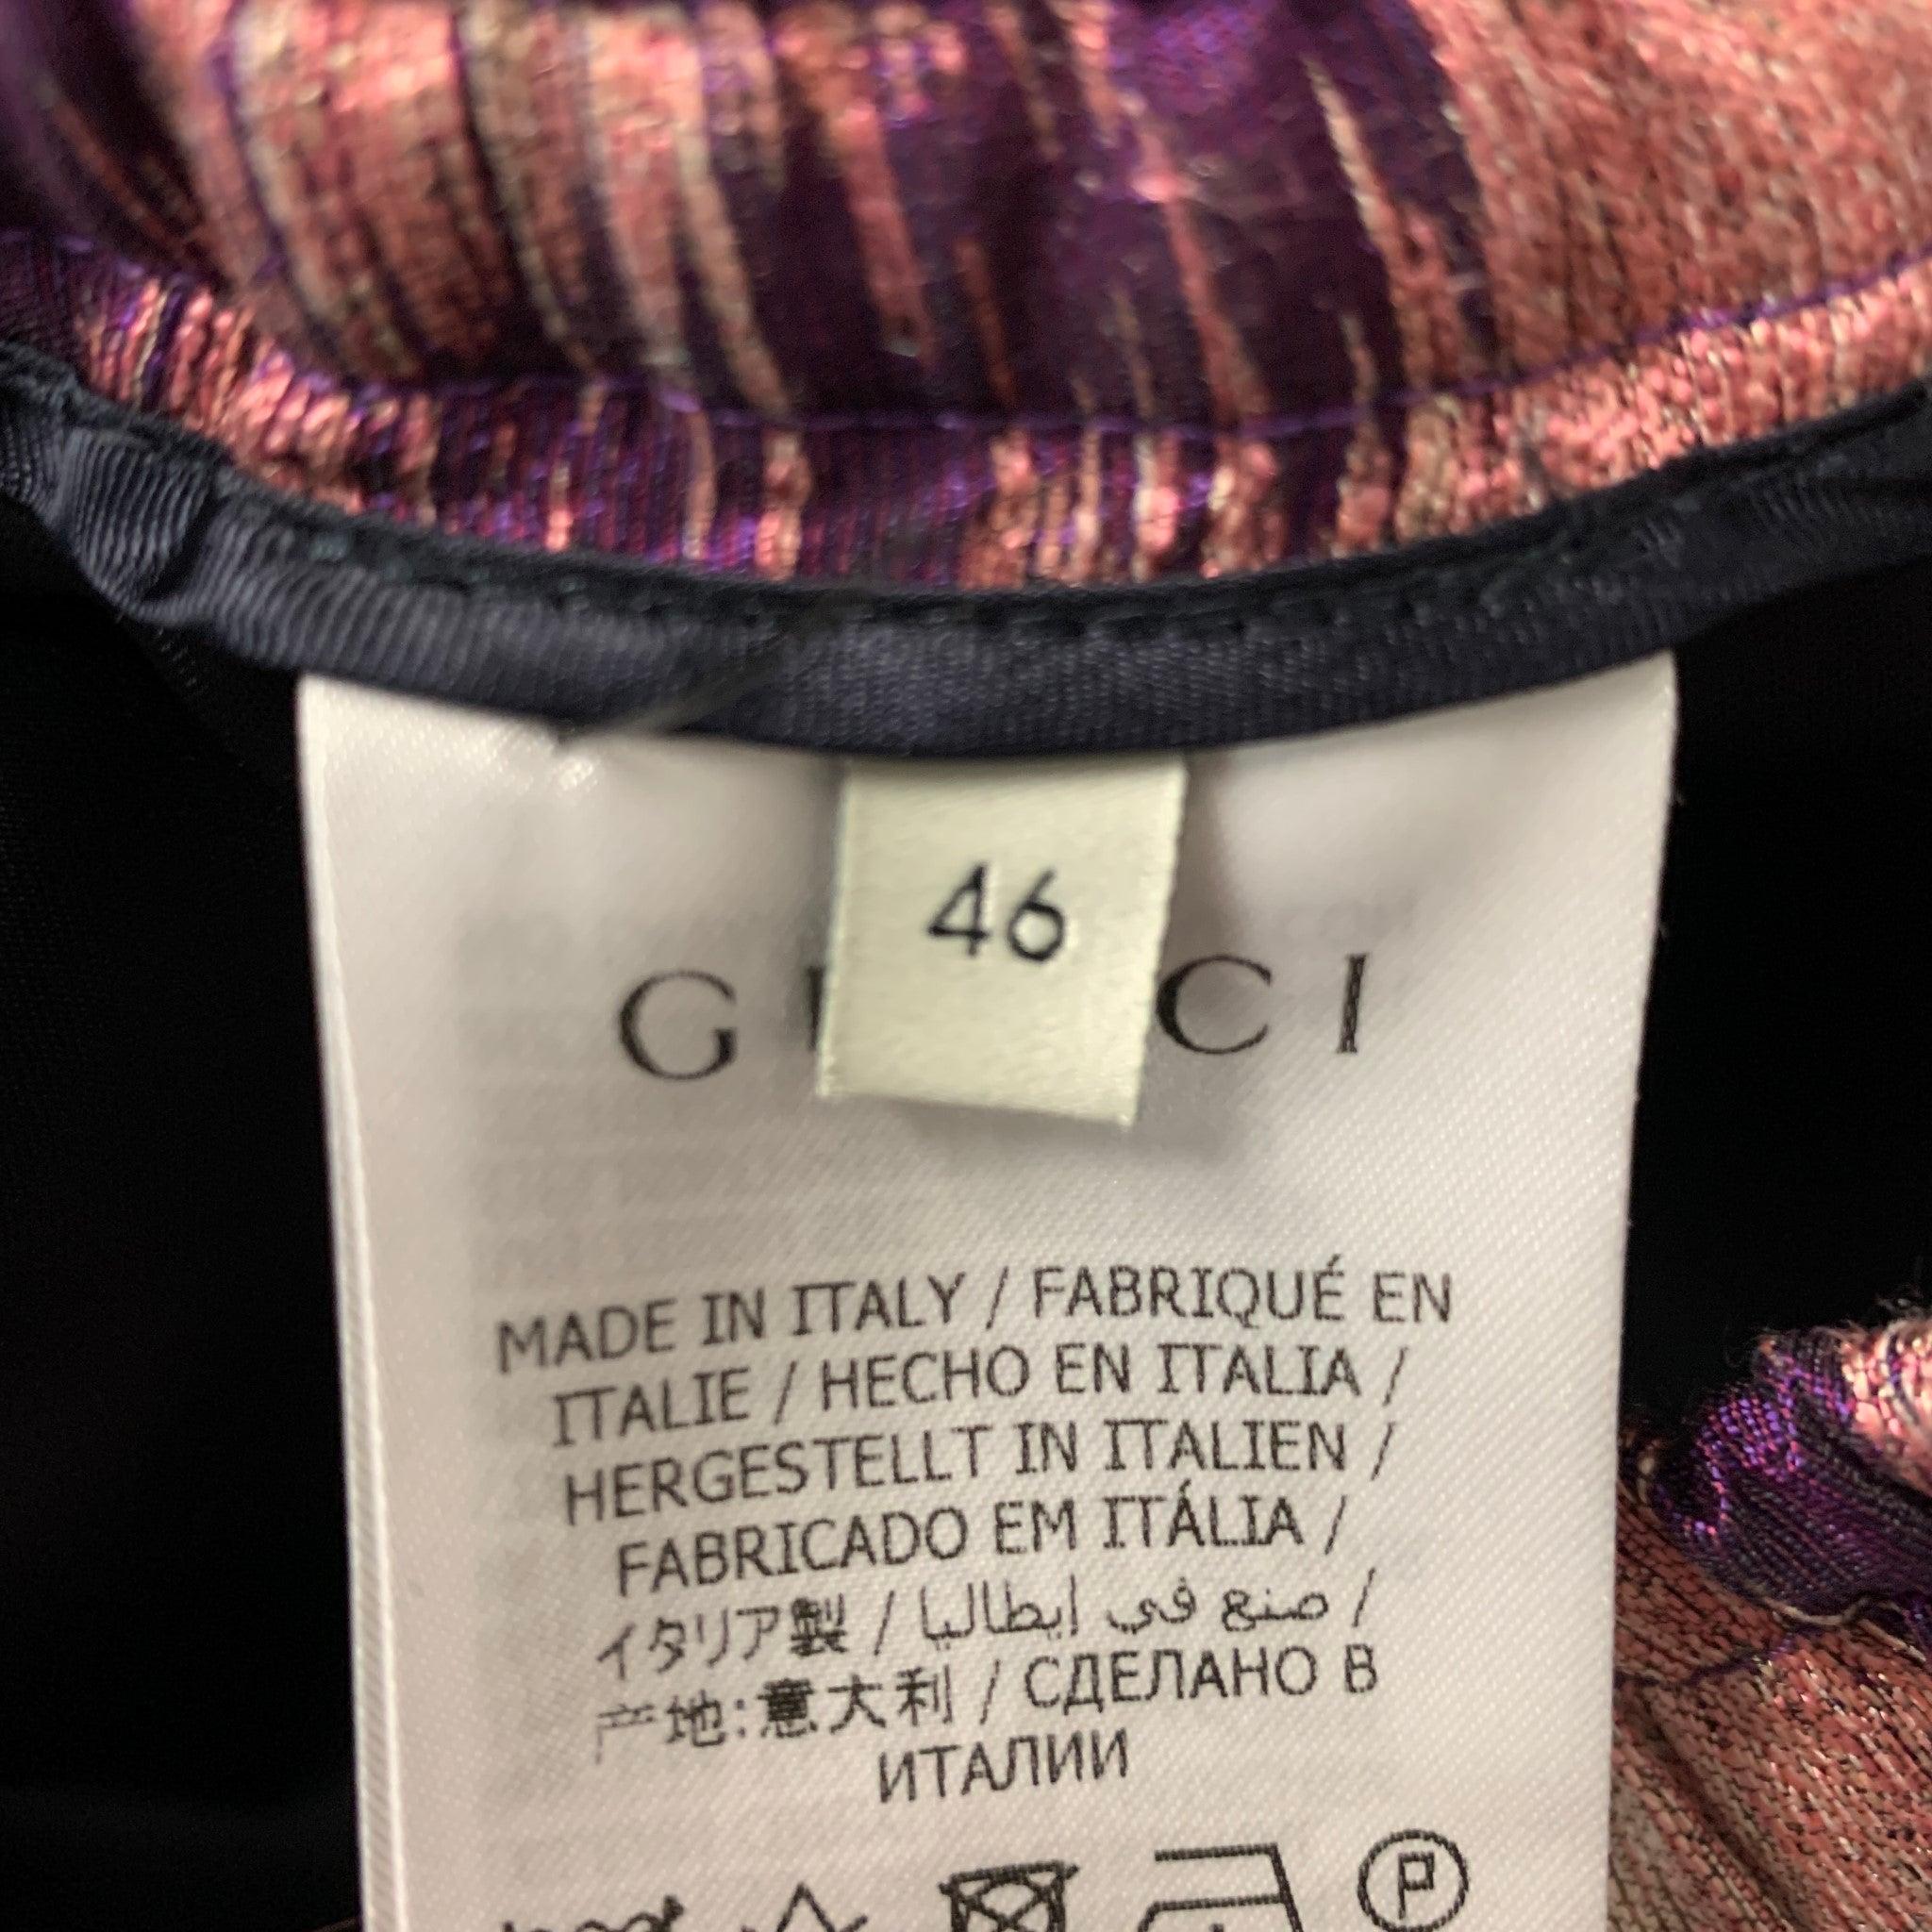 46
G CI
MADE IN ITALY / FABRIQUÉ EN
ITALIE / HECHO EN ITALIA /
HERGESTELLT IN ITALIEN /
FABRICADO EM ITÁLIA /
イタリア製 / صنع في إيطاليا /
产地:意大利 / СДЕЛАНО В
ИТАЛИИ
P